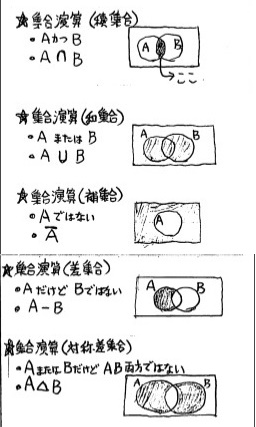 ☆集合演算(積集合)
• AかつB
• A∩B
A B
ここ
☆集合演算(和集合)
• A または B
• A∪B
A B
☆集合演算(補集合)
• Aではない
• A̅
A
☆集合演算(差集合)
• Aだけど Bではない
• A-B
A B
☆集合演算(対称差集合)
• AまたはBだけど AB両方ではない
• A△B
A B